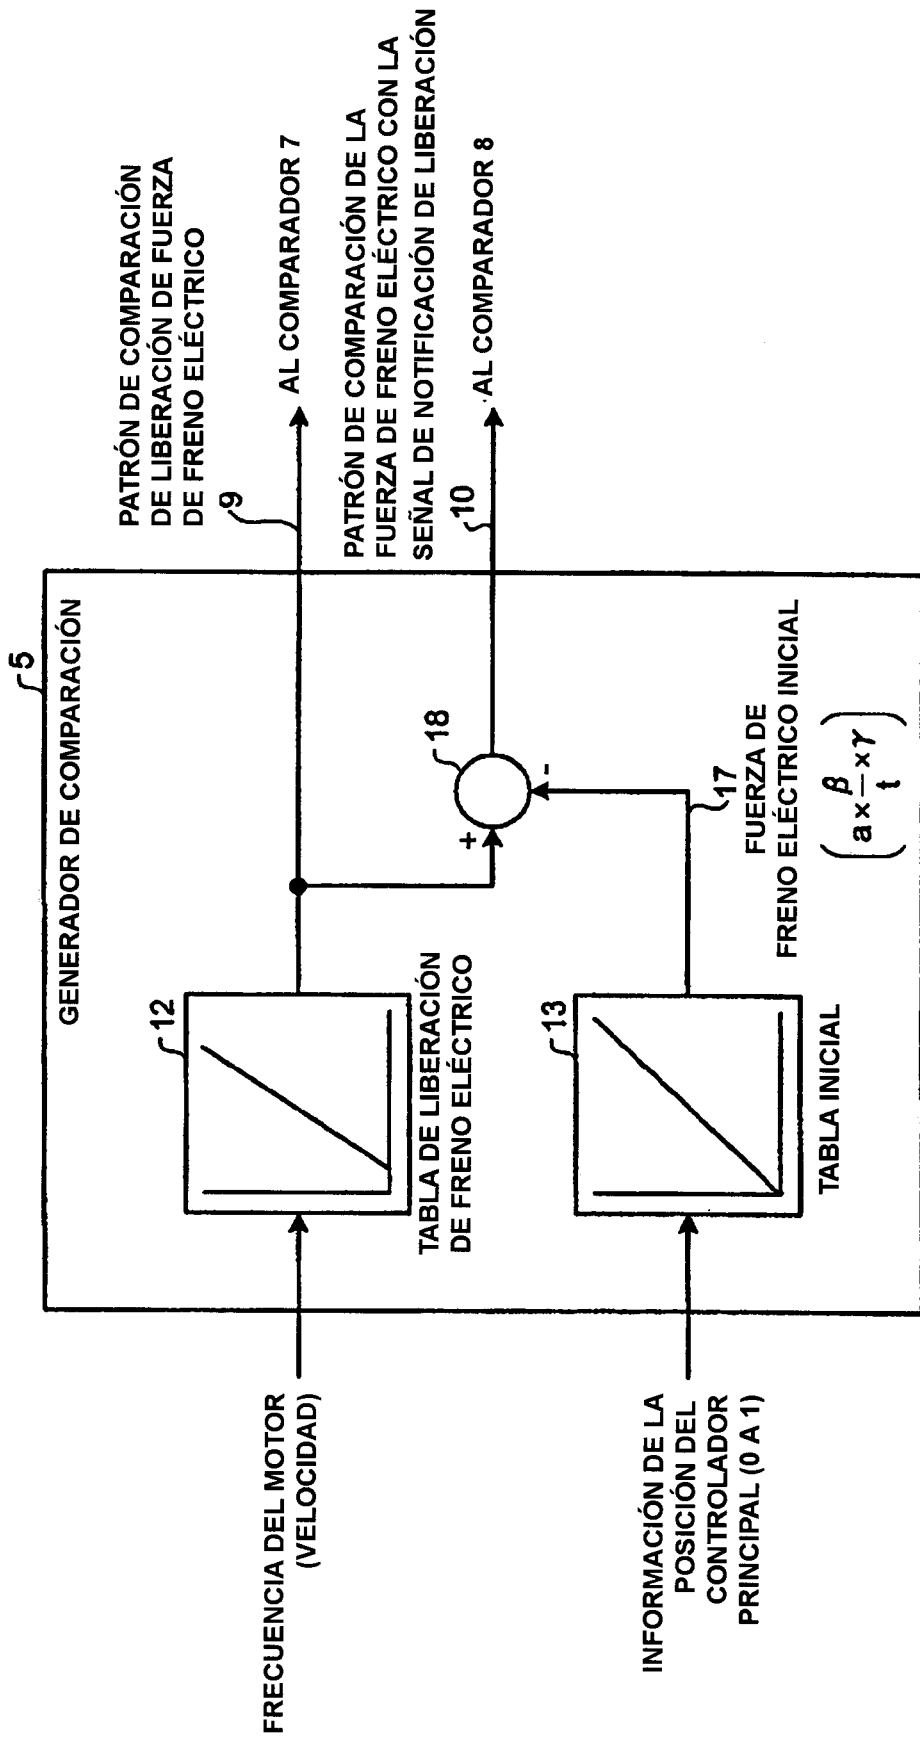 5
GENERADOR DE COMPARACIÓN
FRECUENCIA DEL MOTOR
(VELOCIDAD)
12
TABLA DE LIBERACIÓN
DE FRENO ELÉCTRICO
PATRÓN DE COMPARACIÓN
DE LIBERACIÓN DE FUERZA
DE FRENO ELÉCTRICO
9
AL COMPARADOR 7
18
+
-
PATRÓN DE COMPARACIÓN DE LA
FUERZA DE FRENO ELÉCTRICO CON LA
SEÑAL DE NOTIFICACIÓN DE LIBERACIÓN
10
AL COMPARADOR 8
INFORMACIÓN DE LA
POSICIÓN DEL
CONTROLADOR
PRINCIPAL (0 A 1)
13
TABLA INICIAL
17
FUERZA DE
FRENO ELÉCTRICO INICIAL
(a × β/t × γ)